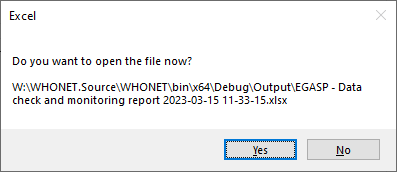 Excel
Do you want to open the file now?
W:\WHONET.Source\WHONET\bin\x64\Debug\Output\EGASP - Data
check and monitoring report 2023-03-15 11-33-15.xlsx
Yes
No